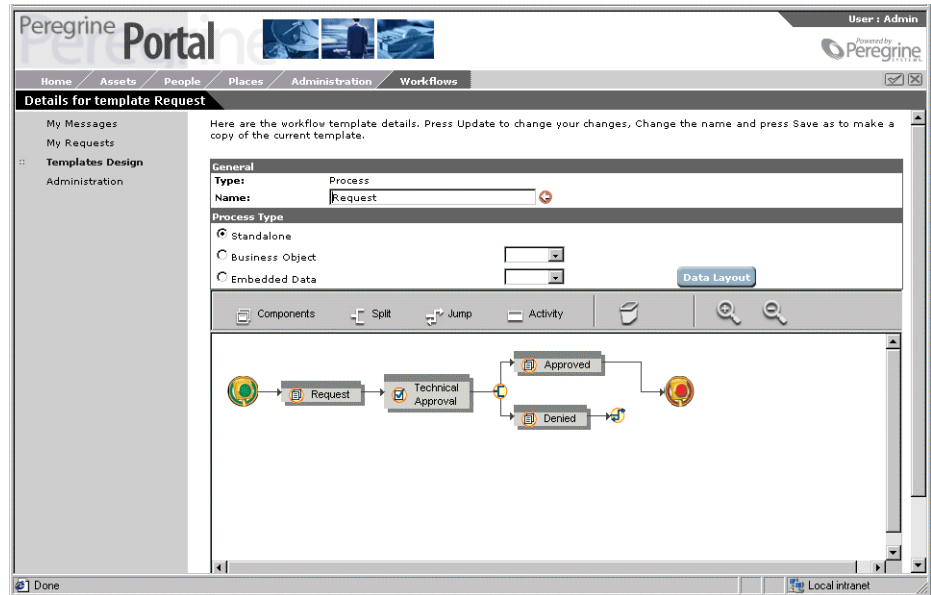 User : Admin
Peregrine Portal
Powered by
Peregrine
SYSTEMS
Home Assets People Places Administration Workflows
Details for template Request
My Messages
My Requests
Templates Design
Administration
Here are the workflow template details. Press Update to change your changes, Change the name and press Save as to make a
copy of the current template.
General
Type: Process
Name: Request
Process Type
Standalone
Business Object
Embedded Data
Data Layout
Components Split Jump Activity
Request
Technical
Approval
Approved
Denied
Done
Local intranet